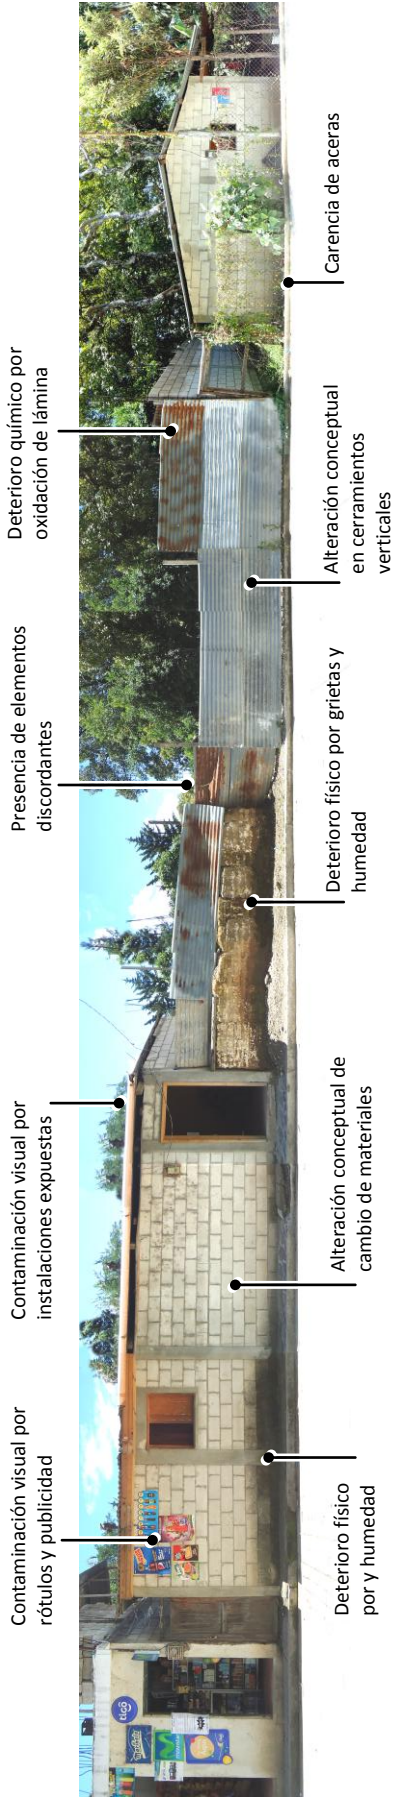 Contaminación visual por
rótulos y publicidad
Contaminación visual por
instalaciones expuestas
Presencia de elementos
discordantes
Deterioro químico por
oxidación de lámina
tigo
Deterioro físico
por y humedad
Alteración conceptual de
cambio de materiales
Deterioro físico por grietas y
humedad
Alteración conceptual
en cerramientos
verticales
Carencia de aceras